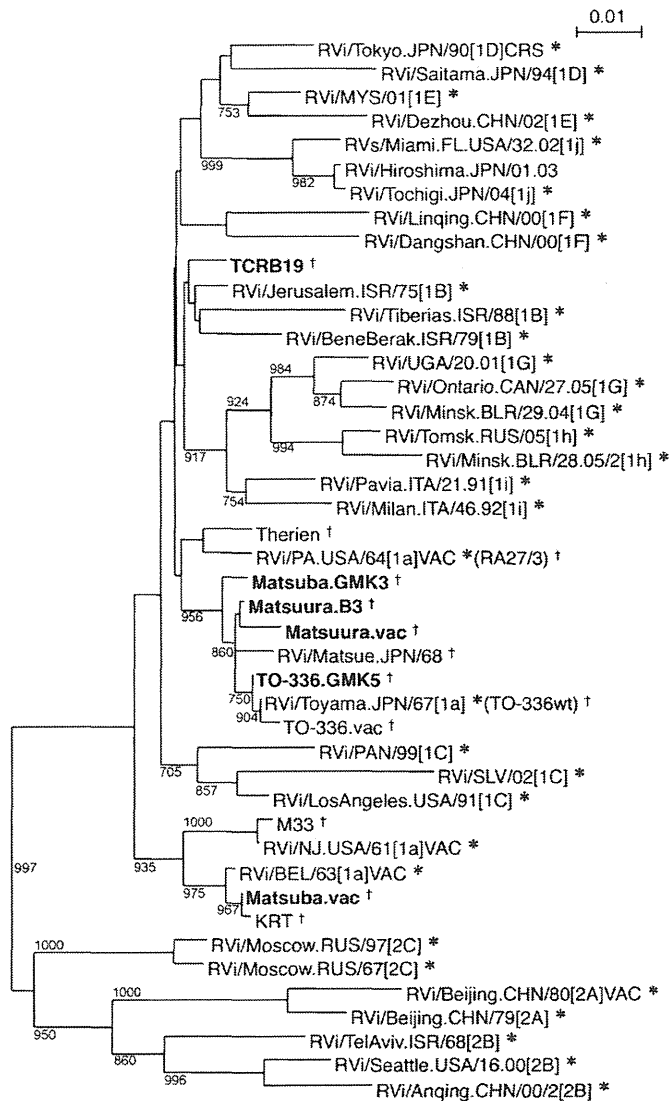 0.01
RVi/Tokyo.JPN/90[1D]CRS *
RVi/Saitama.JPN/94[1D] *
RVi/MYS/01[1E] *
753
RVi/Dezhou.CHN/02[1E] *
RVs/Miami.FL.USA/32.02[1j] *
999
RVi/Hiroshima.JPN/01.03
982
RVi/Tochigi.JPN/04[1j] *
RVi/Linqing.CHN/00[1F] *
RVi/Dangshan.CHN/00[1F] *
TCRB19 †
RVi/Jerusalem.ISR/75[1B] *
RVi/Tiberias.ISR/88[1B] *
RVi/BeneBerak.ISR/79[1B] *
RVi/UGA/20.01[1G] *
984
RVi/Ontario.CAN/27.05[1G] *
874
924
RVi/Minsk.BLR/29.04[1G] *
RVi/Tomsk.RUS/05[1h] *
994
917
RVi/Minsk.BLR/28.05/2[1h] *
RVi/Pavia.ITA/21.91[1i] *
754
RVi/Milan.ITA/46.92[1i] *
Therien †
RVi/PA.USA/64[1a]VAC *(RA27/3) †
Matsuba.GMK3 †
956
Matsuura.B3 †
Matsuura.vac †
860
RVi/Matsue.JPN/68 †
TO-336.GMK5 †
750
RVi/Toyama.JPN/67[1a] *(TO-336wt) †
904
TO-336.vac †
RVi/PAN/99[1C] *
705
RVi/SLV/02[1C] *
857
RVi/LosAngeles.USA/91[1C] *
M33 †
1000
RVi/NJ.USA/61[1a]VAC *
997
935
RVi/BEL/63[1a]VAC *
975
Matsuba.vac †
967
KRT †
RVi/Moscow.RUS/97[2C] *
1000
RVi/Moscow.RUS/67[2C] *
RVi/Beijing.CHN/80[2A]VAC *
1000
RVi/Beijing.CHN/79[2A] *
950
RVi/TelAviv.ISR/68[2B] *
860
RVi/Seattle.USA/16.00[2B] *
996
RVi/Anqing.CHN/00/2[2B] *